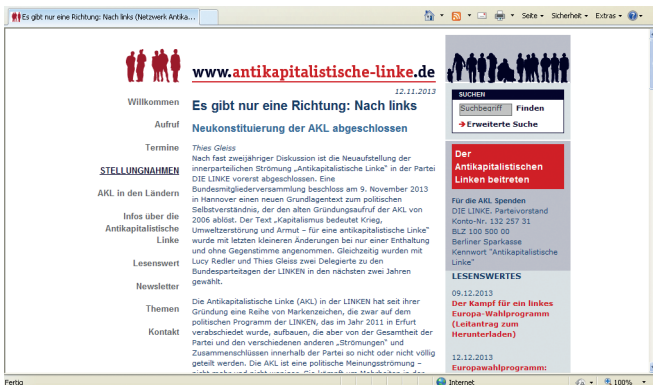 Es gibt nur eine Richtung: Nach links (Netzwerk Antika...
Seite
Sicherheit
Extras
www.antikapitalistische-linke.de
12.11.2013
Willkommen
Aufruf
Termine
STELLUNGNAHMEN
AKL in den Ländern
Infos über die
Antikapitalistische
Linke
Lesenswert
Newsletter
Themen
Kontakt
Es gibt nur eine Richtung: Nach links
Neukonstituierung der AKL abgeschlossen
Thies Gleiss
Nach fast zweijähriger Diskussion ist die Neuaufstellung der
innerparteilichen Strömung „Antikapitalistische Linke" in der Partei
DIE LINKE vorerst abgeschlossen. Eine
Bundesmitgliederversammlung beschloss am 9. November 2013
in Hannover einen neuen Grundlagentext zum politischen
Selbstverständnis, der den alten Gründungsaufruf der AKL von
2006 ablöst. Der Text „Kapitalismus bedeutet Krieg,
Umweltzerstörung und Armut – für eine antikapitalistische Linke"
wurde mit letzten kleineren Änderungen bei nur einer Enthaltung
und ohne Gegenstimme angenommen. Gleichzeitig wurden mit
Lucy Redler und Thies Gleiss zwei Delegierte zu den
Bundesparteitagen der LINKEN in den nächsten zwei Jahren
gewählt.
Die Antikapitalistische Linke (AKL) in der LINKEN hat seit ihrer
Gründung eine Reihe von Markenzeichen, die zwar auf dem
politischen Programm der LINKEN, das im Jahr 2011 in Erfurt
verabschiedet wurde, aufbauen, die aber von der Gesamtheit der
Partei und den verschiedenen anderen „Strömungen" und
Zusammenschlüssen innerhalb der Partei so nicht oder nicht völlig
geteilt werden. Die AKL ist eine politische Meinungsströmung –
SUCHEN
Suchbegriff
Finden
Erweiterte Suche
Der
Antikapitalistischen
Linken beitreten
Für die AKL Spenden
DIE LINKE. Parteivorstand
Konto-Nr. 132 257 31
BLZ 100 500 00
Berliner Sparkasse
Kennwort "Antikapitalistische
Linke"
LESENSWERTES
09.12.2013
Der Kampf für ein linkes
Europa-Wahlprogramm
(Leitantrag zum
Herunterladen)
12.12.2013
Europawahlprogramm:
Fertig
Internet
100%